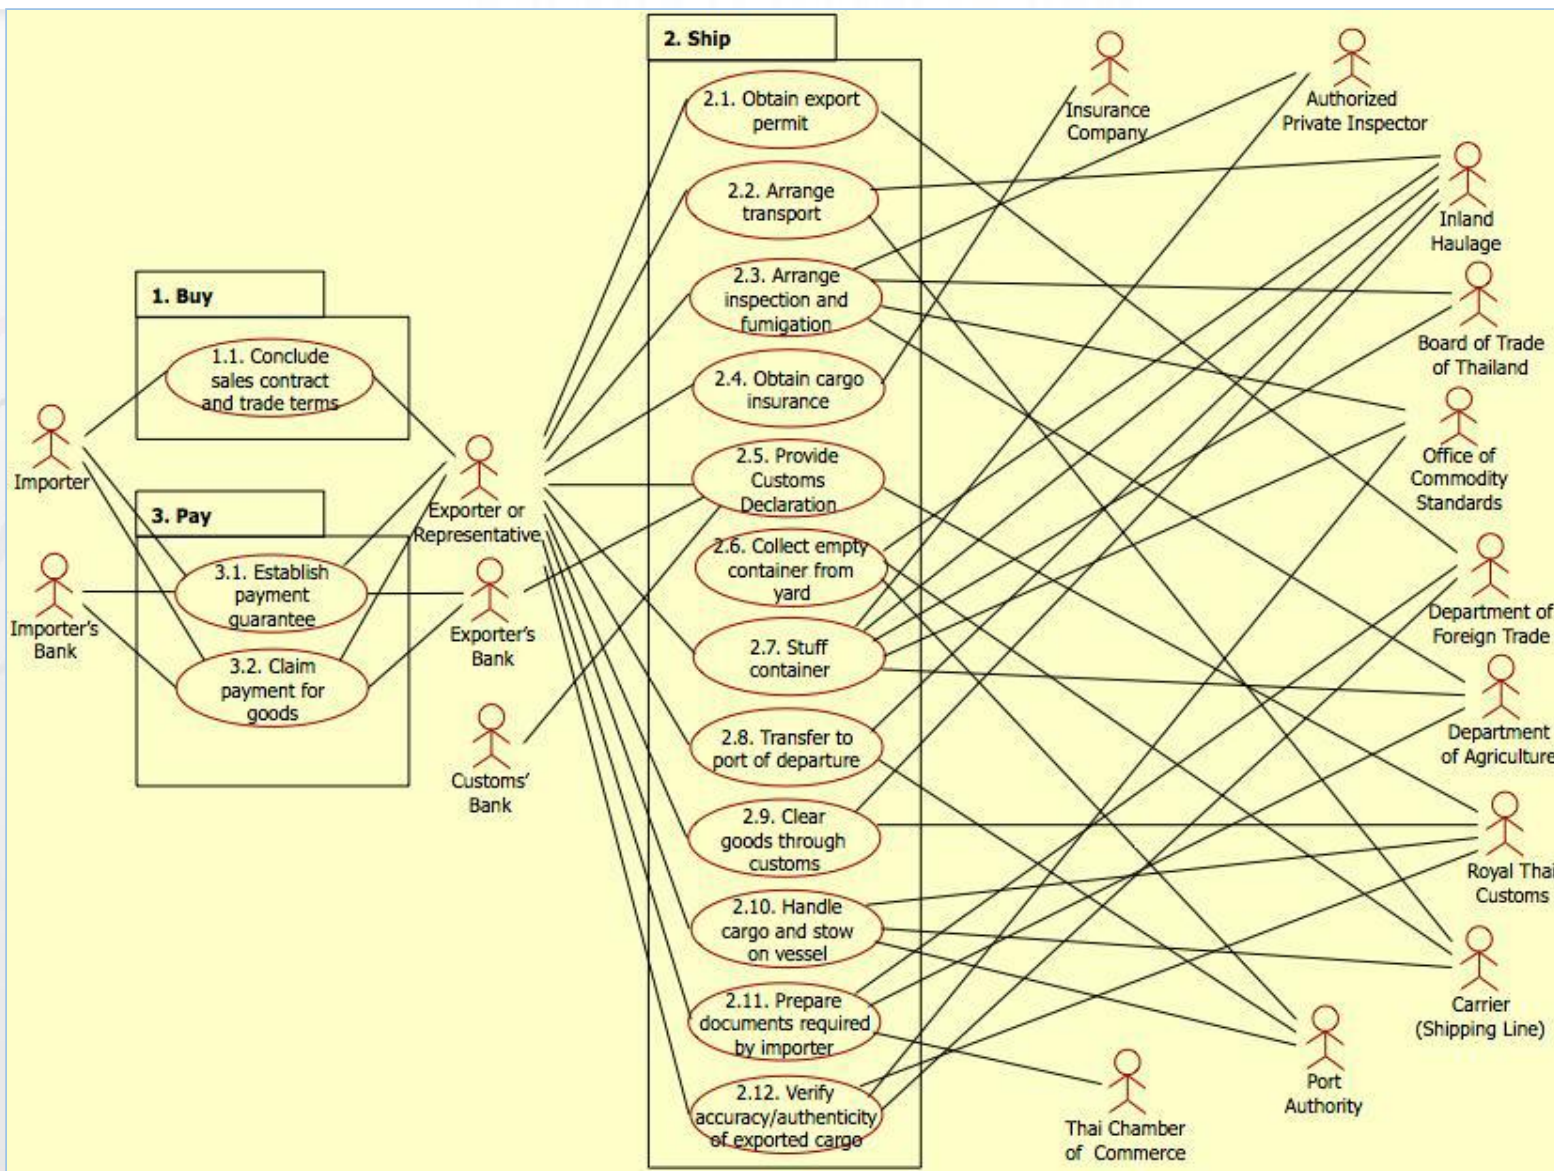 2. Ship
2.1. Obtain export
permit
2.2. Arrange
transport
2.3. Arrange
inspection and
fumigation
2.4. Obtain cargo
insurance
2.5. Provide
Customs
Declaration
2.6. Collect empty
container from
yard
2.7. Stuff
container
2.8. Transfer to
port of departure
2.9. Clear
goods through
customs
2.10. Handle
cargo and stow
on vessel
2.11. Prepare
documents required
by importer
2.12. Verify
accuracy/authenticity
of exported cargo
1. Buy
1.1. Conclude
sales contract
and trade terms
3. Pay
3.1. Establish
payment
guarantee
3.2. Claim
payment for
goods
Importer
Importer's
Bank
Exporter or
Representative
Exporter's
Bank
Customs'
Bank
Insurance
Company
Authorized
Private Inspector
Inland
Haulage
Board of Trade
of Thailand
Office of
Commodity
Standards
Department of
Foreign Trade
Department
of Agriculture
Royal Thai
Customs
Carrier
(Shipping Line)
Port
Authority
Thai Chamber
of Commerce